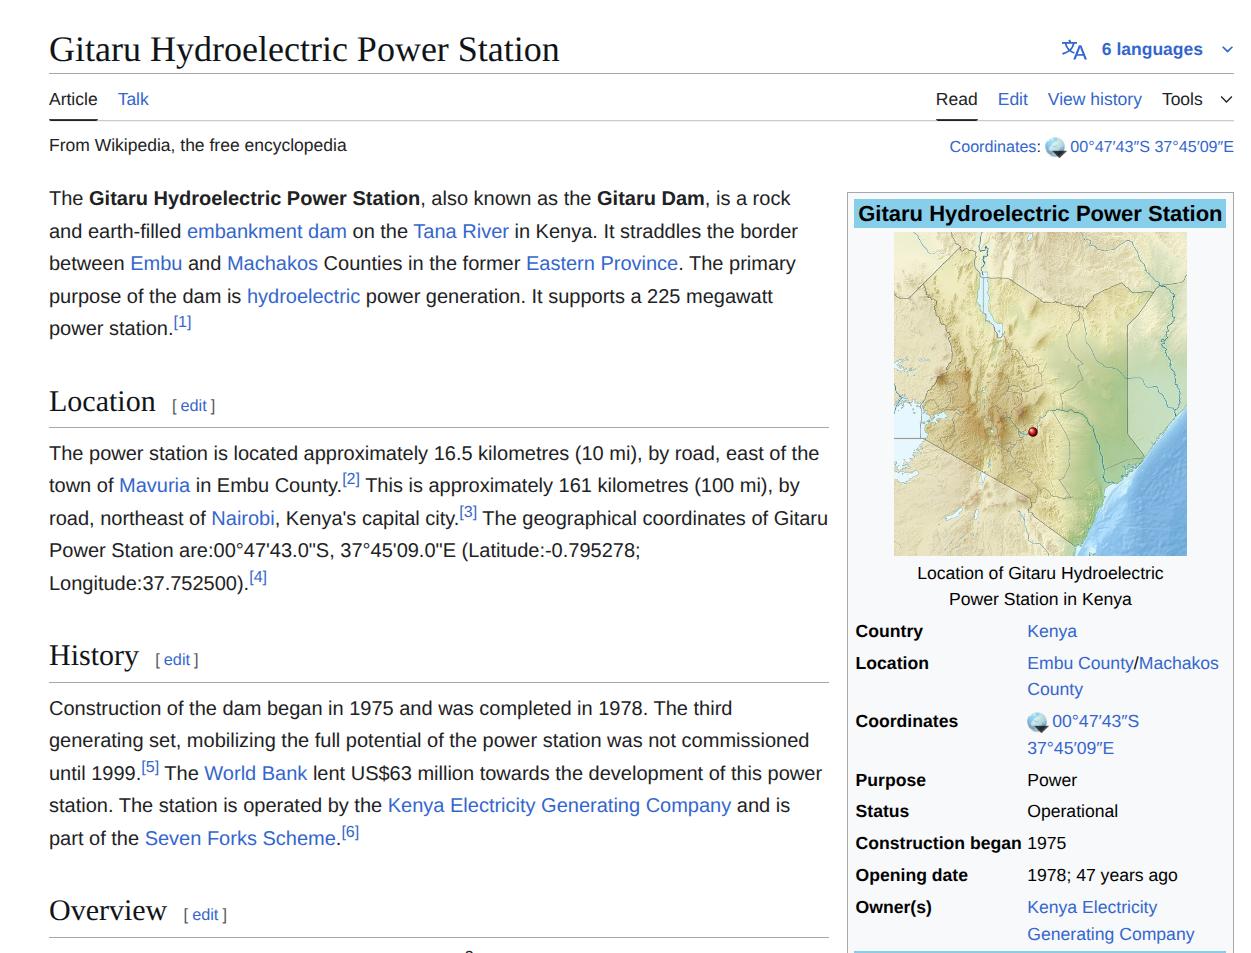 Gitaru Hydroelectric Power Station
6 languages
Article Talk
Read Edit View history Tools
From Wikipedia, the free encyclopedia
Coordinates: 00°47′43″S 37°45′09″E
The Gitaru Hydroelectric Power Station, also known as the Gitaru Dam, is a rock
and earth-filled embankment dam on the Tana River in Kenya. It straddles the border
between Embu and Machakos Counties in the former Eastern Province. The primary
purpose of the dam is hydroelectric power generation. It supports a 225 megawatt
power station.[1]
Location [ edit ]
The power station is located approximately 16.5 kilometres (10 mi), by road, east of the
town of Mavuria in Embu County.[2] This is approximately 161 kilometres (100 mi), by
road, northeast of Nairobi, Kenya's capital city.[3] The geographical coordinates of Gitaru
Power Station are:00°47'43.0"S, 37°45'09.0"E (Latitude:-0.795278;
Longitude:37.752500).[4]
History [ edit ]
Construction of the dam began in 1975 and was completed in 1978. The third
generating set, mobilizing the full potential of the power station was not commissioned
until 1999.[5] The World Bank lent US$63 million towards the development of this power
station. The station is operated by the Kenya Electricity Generating Company and is
part of the Seven Forks Scheme.[6]
Overview [ edit ]
Gitaru Hydroelectric Power Station
Location of Gitaru Hydroelectric
Power Station in Kenya
Country Kenya
Location Embu County/Machakos
County
Coordinates 00°47′43″S
37°45′09″E
Purpose Power
Status Operational
Construction began 1975
Opening date 1978; 47 years ago
Owner(s) Kenya Electricity
Generating Company